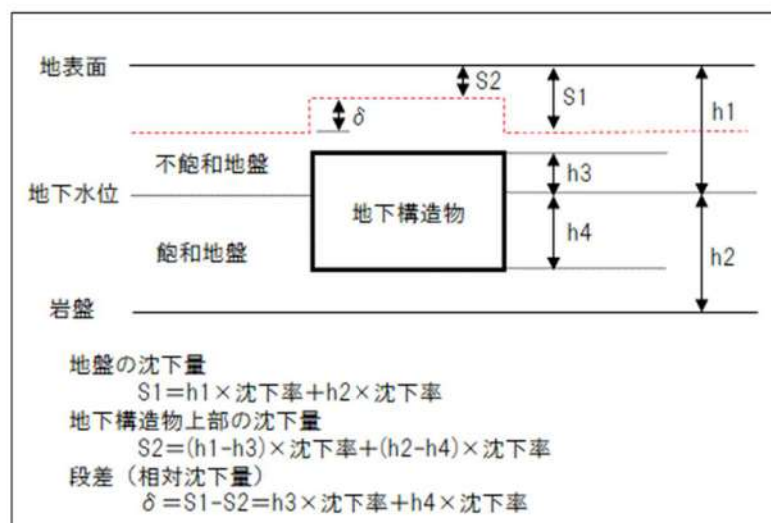 地表面
S2
S1
δ
h1
不飽和地盤
h3
地下水位
地下構造物
h4
飽和地盤
h2
岩盤
地盤の沈下量
S1=h1×沈下率+h2×沈下率
地下構造物上部の沈下量
S2=(h1-h3)×沈下率+(h2-h4)×沈下率
段差（相対沈下量）
δ=S1-S2=h3×沈下率+h4×沈下率